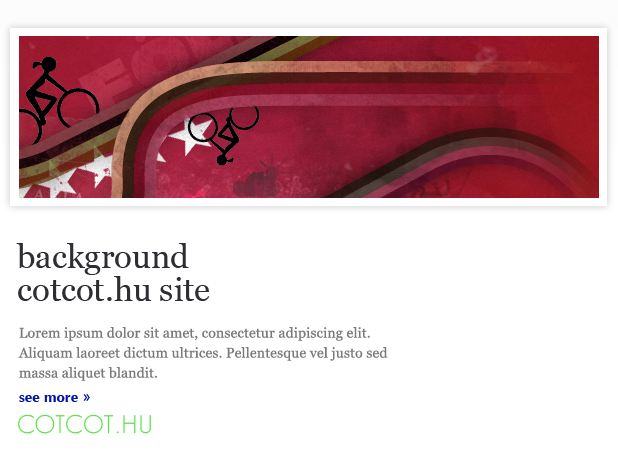 background
cotcot.hu site
Lorem ipsum dolor sit amet, consectetur adipiscing elit.
Aliquam laoreet dictum ultrices. Pellentesque vel justo sed
massa aliquet blandit.
see more »
COTCOT.HU